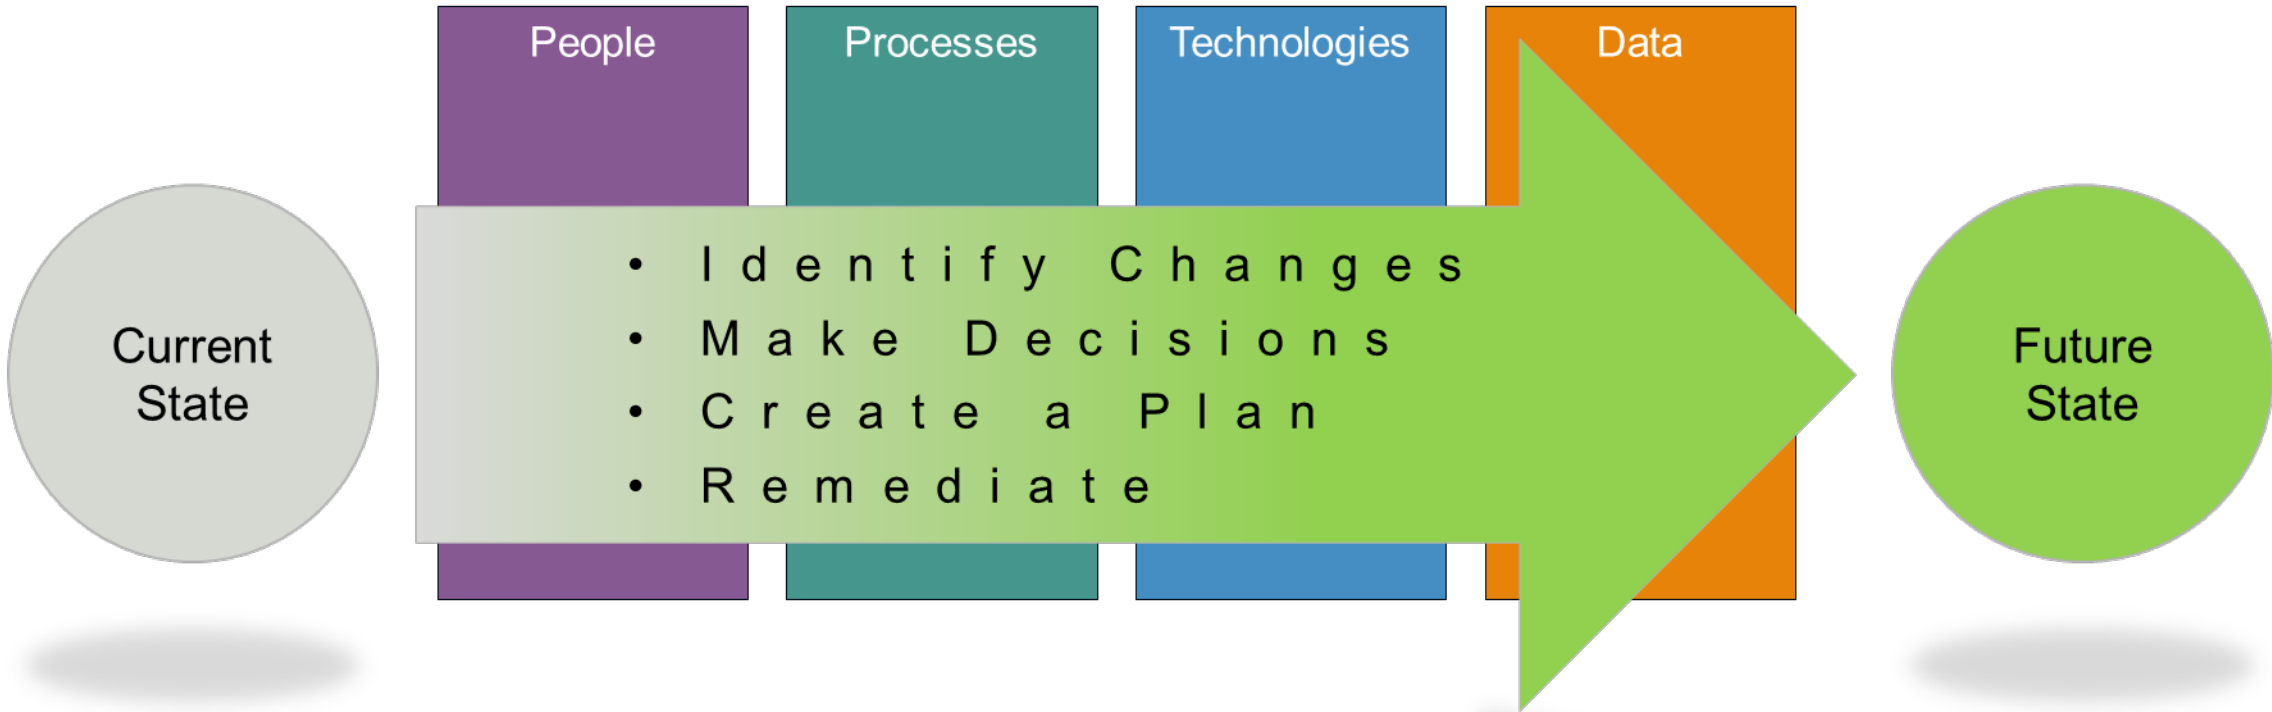 People
Processes
Technologies
Data
Current
State
• Identify Changes
• Make Decisions
• Create a Plan
• Remediate
Future
State